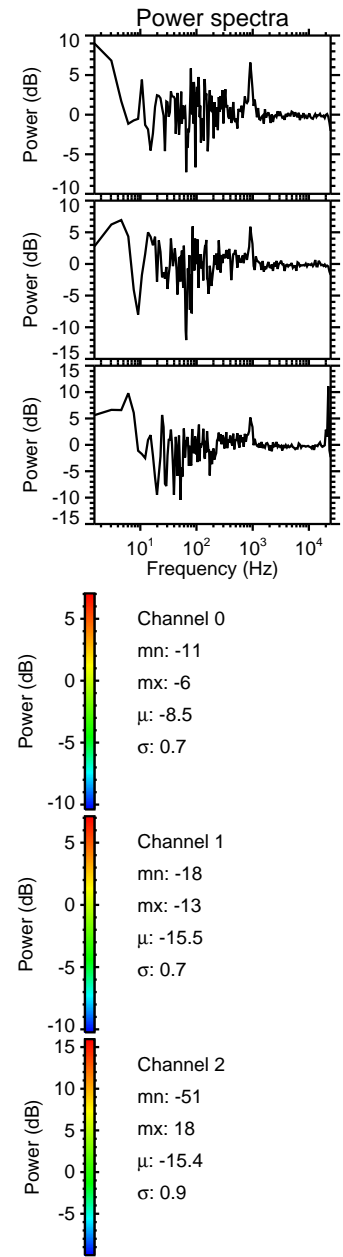 Power spectra
10
5
0
-5
-10
Power (dB)
10
5
0
-5
-10
-15
Power (dB)
15
10
5
0
-5
-10
-15
Power (dB)
10¹ 10² 10³ 10⁴
Frequency (Hz)
5
0
-5
-10
Power (dB)
Channel 0
mn: -11
mx: -6
μ: -8.5
σ: 0.7
5
0
-5
-10
Power (dB)
Channel 1
mn: -18
mx: -13
μ: -15.5
σ: 0.7
15
10
5
0
-5
Power (dB)
Channel 2
mn: -51
mx: 18
μ: -15.4
σ: 0.9